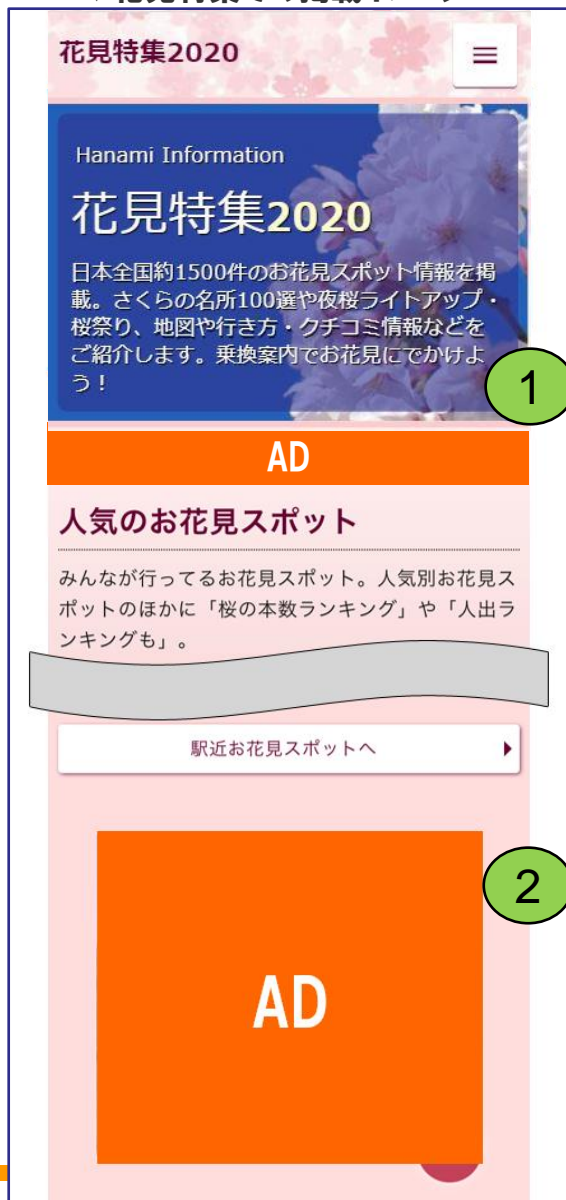 花見特集2020
Hanami Information
花見特集2020
日本全国約1500件のお花見スポット情報を掲
載。さくらの名所100選や夜桜ライトアップ・
桜祭り、地図や行き方・クチコミ情報などを
ご紹介します。乗換案内でお花見にでかけよ
う!
1
AD
人気のお花見スポット
みんなが行ってるお花見スポット。人気別お花見ス
ポットのほかに「桜の本数ランキング」や「人出ラ
ンキングも」。
駅近お花見スポットへ
2
AD